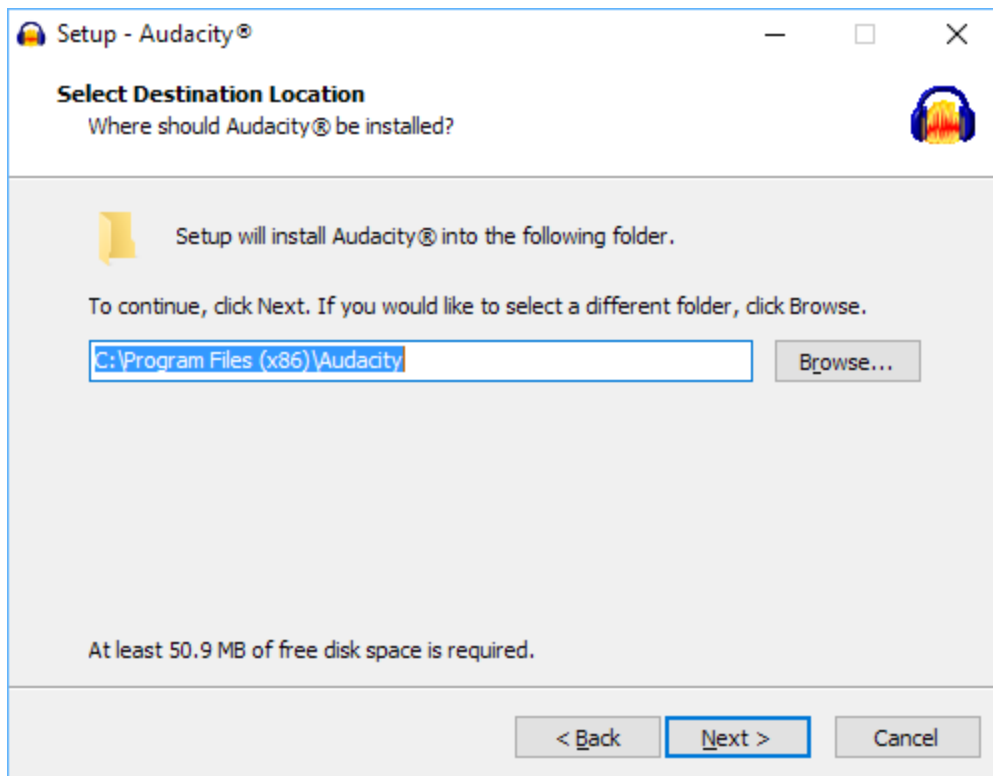 Setup - Audacity®
Select Destination Location
Where should Audacity® be installed?
Setup will install Audacity® into the following folder.
To continue, click Next. If you would like to select a different folder, click Browse.
C:\Program Files (x86)\Audacity
Browse...
At least 50.9 MB of free disk space is required.
< Back
Next >
Cancel